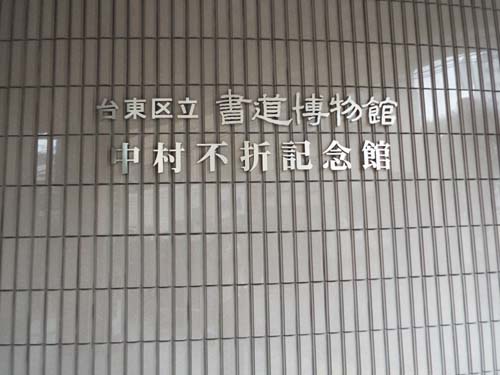 台東区立 書道博物館
中村不折記念館